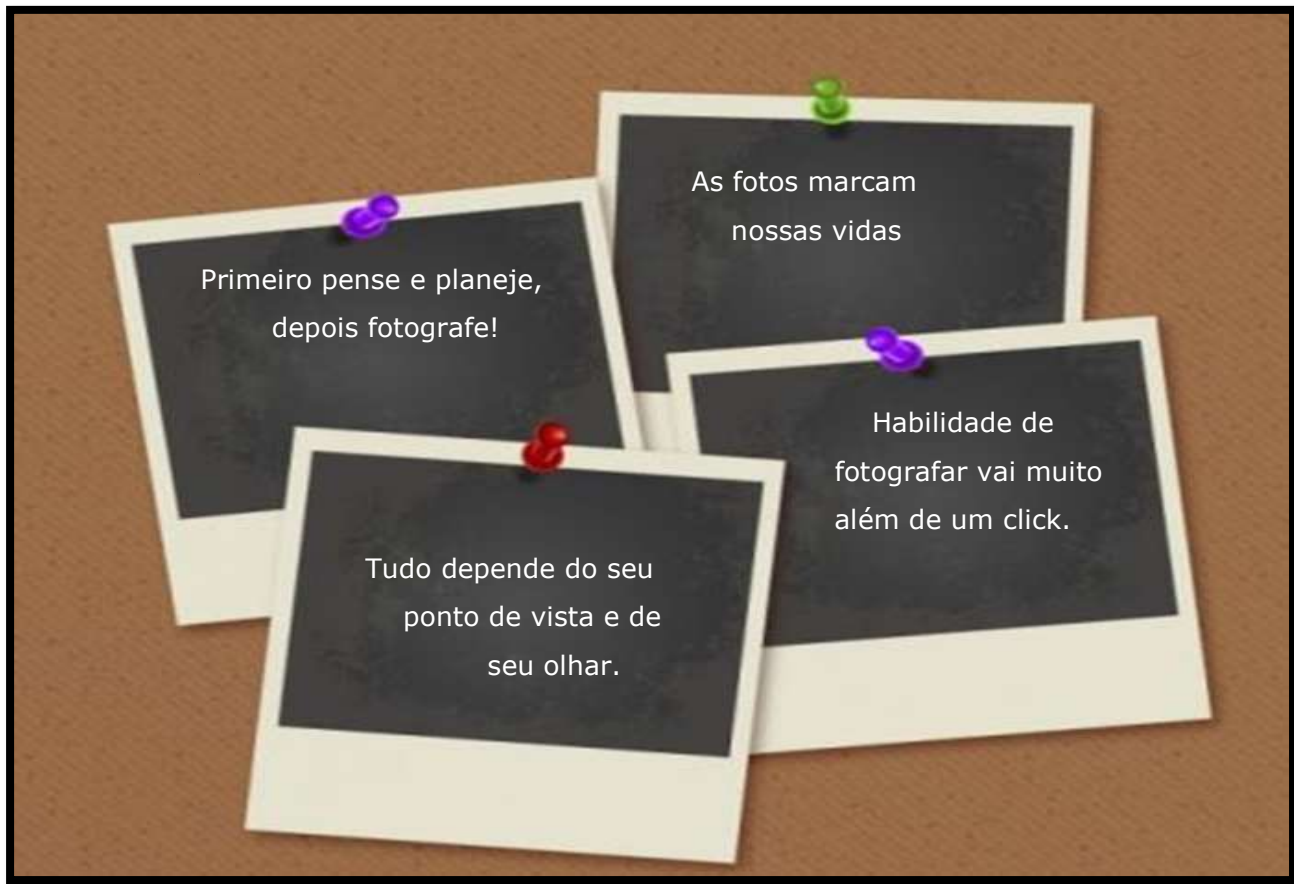 As fotos marcam
nossas vidas
Primeiro pense e planeje,
depois fotografe!
Habilidade de
fotografar vai muito
além de um click.
Tudo depende do seu
ponto de vista e de
seu olhar.